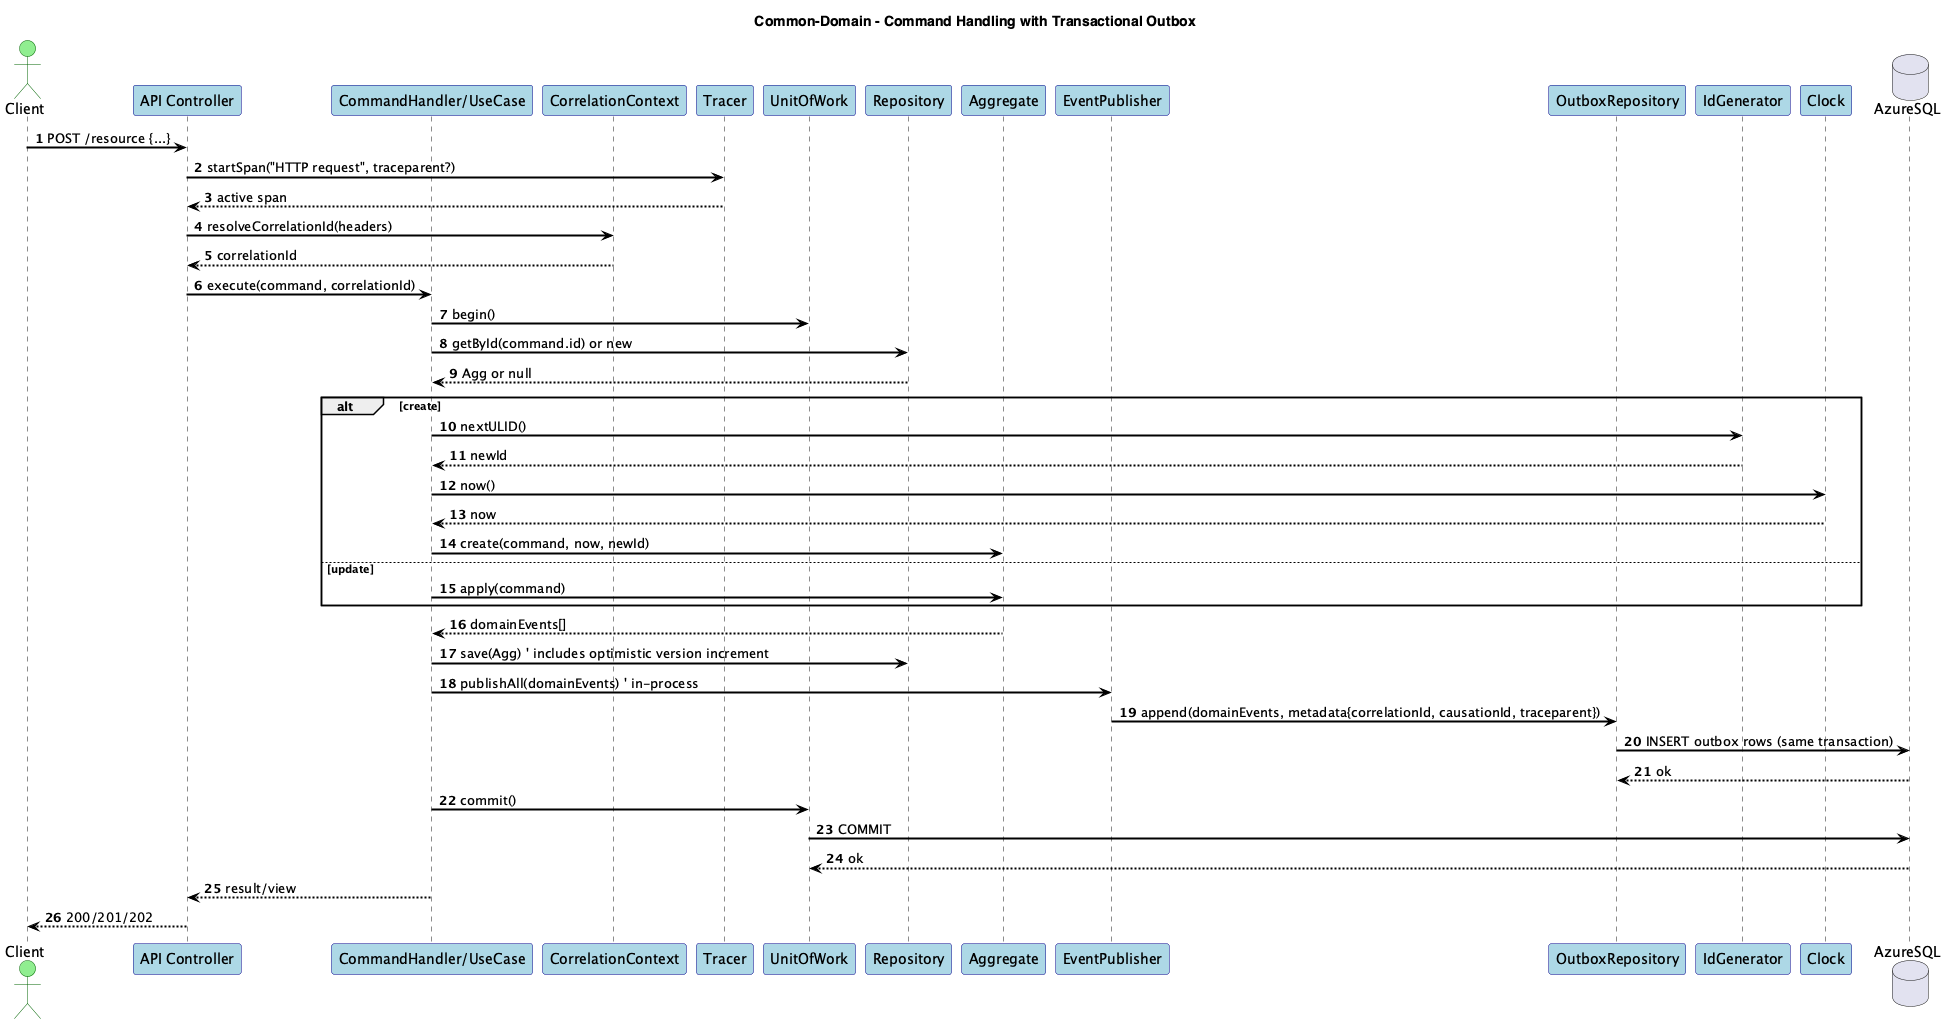 Common-Domain - Command Handling with Transactional Outbox
Client
API Controller
CommandHandler/UseCase
CorrelationContext
Tracer
UnitOfWork
Repository
Aggregate
EventPublisher
OutboxRepository
IdGenerator
Clock
AzureSQL
1 POST /resource {...}
2 startSpan("HTTP request", traceparent?)
3 active span
4 resolveCorrelationId(headers)
5 correlationId
6 execute(command, correlationId)
7 begin()
8 getById(command.id) or new
9 Agg or null
alt [create]
10 nextULID()
11 newId
12 now()
13 now
14 create(command, now, newId)
[update]
15 apply(command)
16 domainEvents[]
17 save(Agg) ' includes optimistic version increment
18 publishAll(domainEvents) ' in-process
19 append(domainEvents, metadata{correlationId, causationId, traceparent})
20 INSERT outbox rows (same transaction)
21 ok
22 commit()
23 COMMIT
24 ok
25 result/view
26 200/201/202
Client
API Controller
CommandHandler/UseCase
CorrelationContext
Tracer
UnitOfWork
Repository
Aggregate
EventPublisher
OutboxRepository
IdGenerator
Clock
AzureSQL